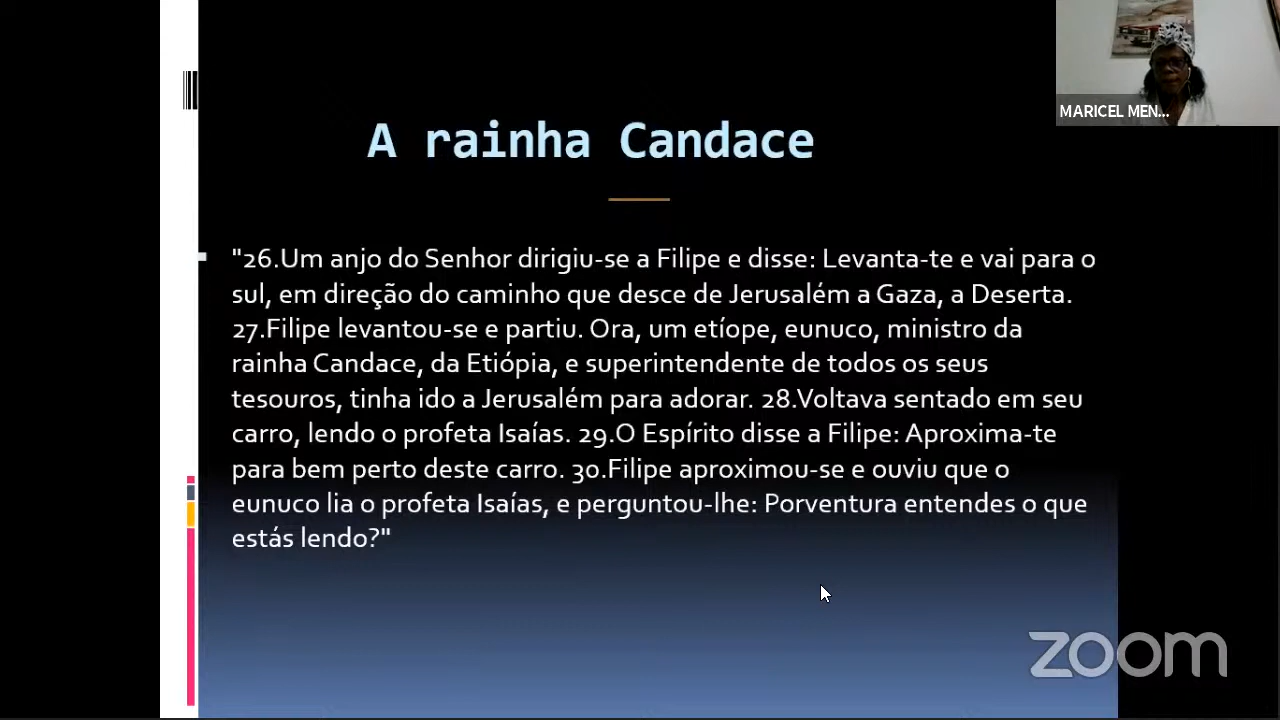 MARICEL MEN...
A rainha Candace
"26.Um anjo do Senhor dirigiu-se a Filipe e disse: Levanta-te e vai para o
sul, em direção do caminho que desce de Jerusalém a Gaza, a Deserta.
27.Filipe levantou-se e partiu. Ora, um etíope, eunuco, ministro da
rainha Candace, da Etiópia, e superintendente de todos os seus
tesouros, tinha ido a Jerusalém para adorar. 28.Voltava sentado em seu
carro, lendo o profeta Isaías. 29.O Espírito disse a Filipe: Aproxima-te
para bem perto deste carro. 30.Filipe aproximou-se e ouviu que o
eunuco lia o profeta Isaías, e perguntou-lhe: Porventura entendes o que
estás lendo?"
zoom